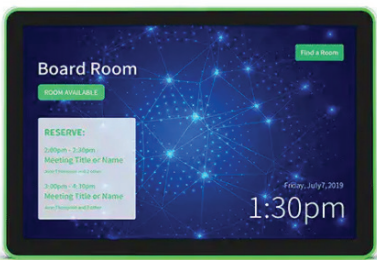 Find a Room
Board Room
ROOM AVAILABLE
RESERVE:
2:00pm - 2:30pm
Meeting Title or Name
3:00pm - 4:30pm
Meeting Title or Name
Friday, July 7, 2019
1:30pm